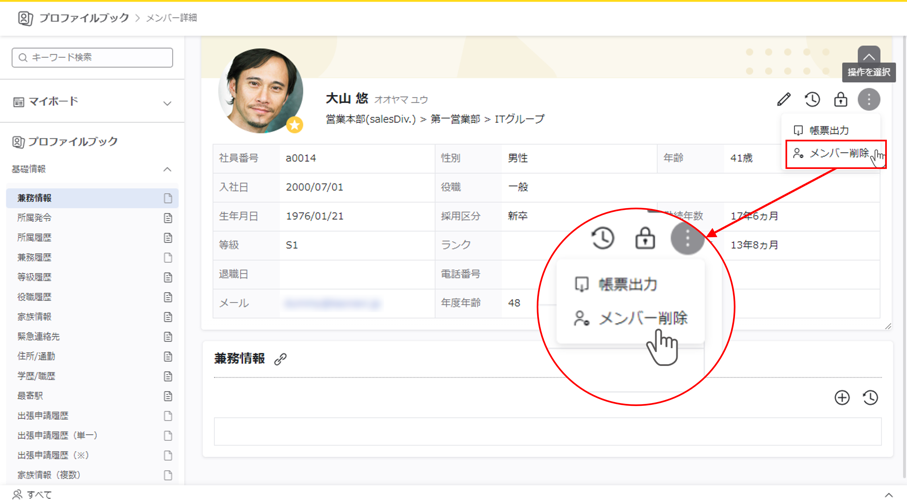 プロファイルブック > メンバー詳細
キーワード検索
マイボード
プロファイルブック
基礎情報
兼務情報
所属発令
所属履歴
兼務履歴
等級履歴
役職履歴
家族情報
緊急連絡先
住所/通勤
学歴/職歴
最寄駅
出張申請履歴
出張申請履歴（単一）
出張申請履歴（※）
家族情報（複数）
すべて
操作を選択
大山 悠 オオヤマ ユウ
営業本部(salesDiv.) > 第一営業部 > ITグループ
帳票出力
メンバー削除
社員番号 a0014 性別 男性 年齢 41歳
入社日 2000/07/01 役職 一般
生年月日 1976/01/21 採用区分 新卒 年数 17年6ヵ月
等級 S1 ランク 13年8ヵ月
退職日 電話番号
メール 年度年齢 48
帳票出力
メンバー削除
兼務情報